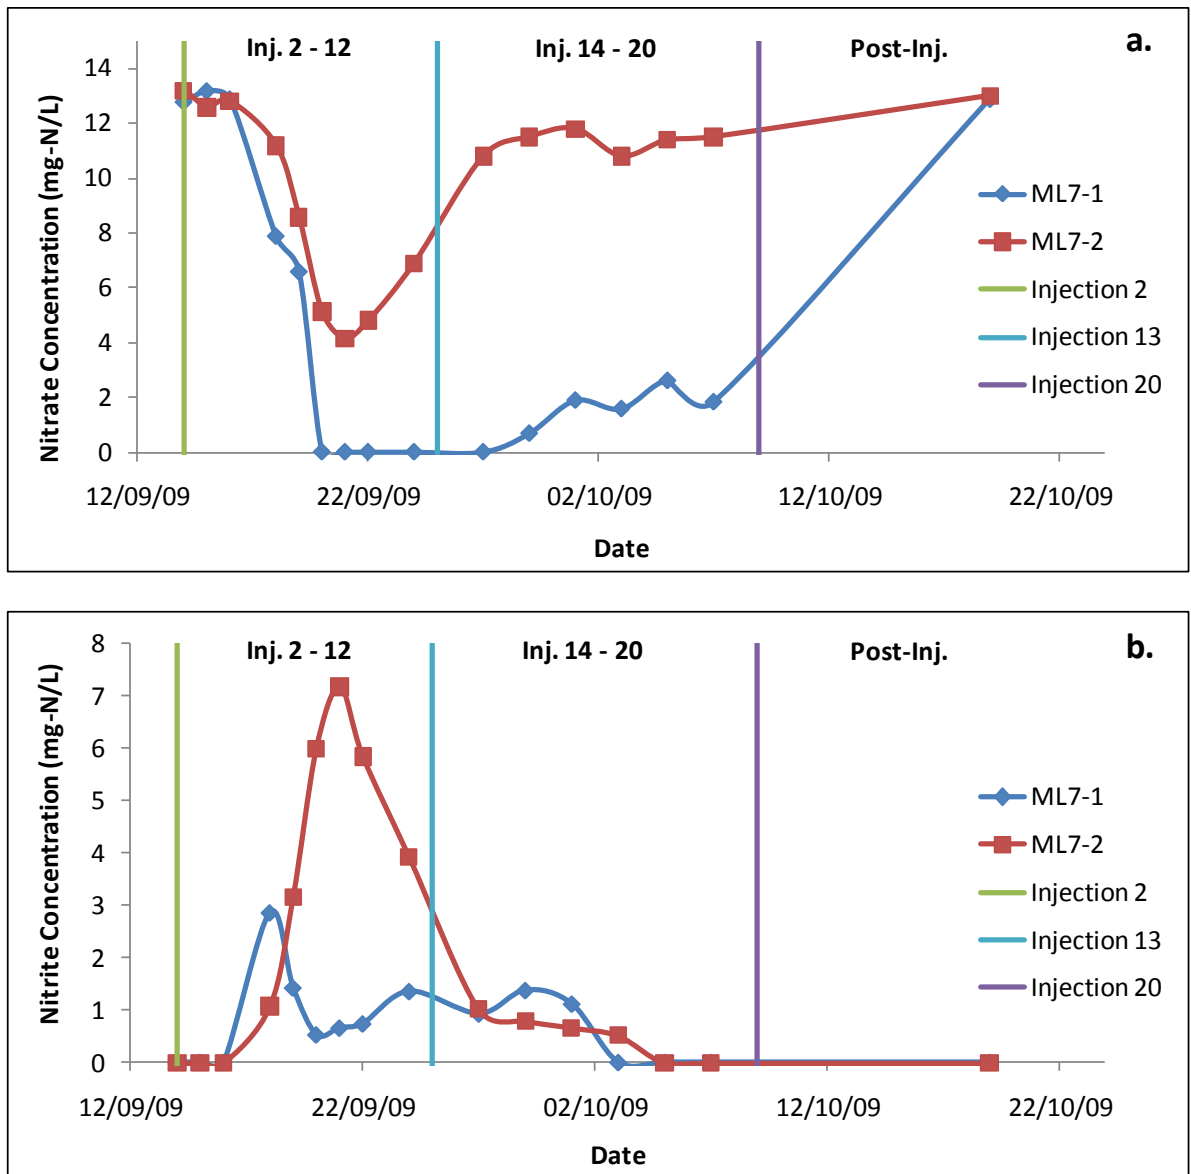 Inj. 2 - 12
Inj. 14 - 20
Post-Inj.
a.
Nitrate Concentration (mg-N/L)
14
12
10
8
6
4
2
0
12/09/09
22/09/09
02/10/09
12/10/09
22/10/09
Date
ML7-1
ML7-2
Injection 2
Injection 13
Injection 20
Inj. 2 - 12
Inj. 14 - 20
Post-Inj.
b.
Nitrite Concentration (mg-N/L)
8
7
6
5
4
3
2
1
0
12/09/09
22/09/09
02/10/09
12/10/09
22/10/09
Date
ML7-1
ML7-2
Injection 2
Injection 13
Injection 20